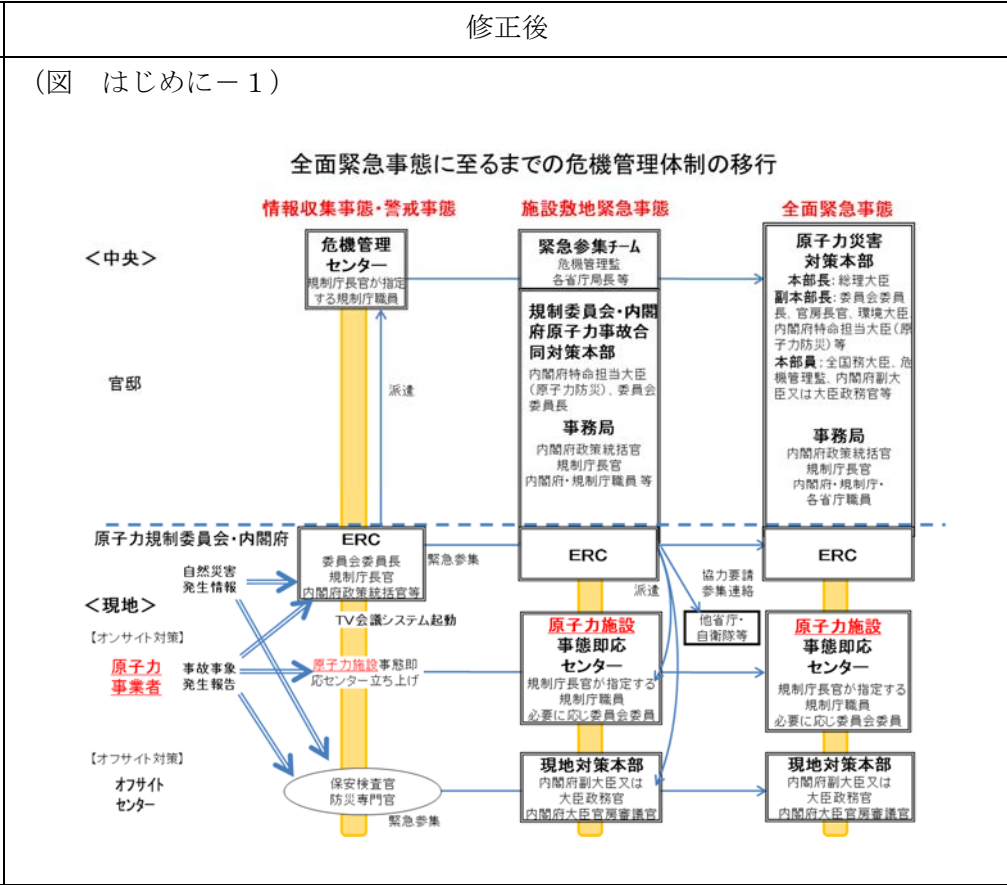 修正後
(図　はじめに－１)
全面緊急事態に至るまでの危機管理体制の移行
情報収集事態・警戒事態
施設敷地緊急事態
全面緊急事態
＜中央＞
官邸
危機管理
センター
規制庁長官が指定
する規制庁職員
派遣
緊急参集チーム
危機管理監
各省庁局長等
規制委員会・内閣
府原子力事故合
同対策本部
内閣府特命担当大臣
（原子力防災）、委員会
委員長
事務局
内閣府政策統括官
規制庁長官
内閣府・規制庁職員等
原子力災害
対策本部
本部長：総理大臣
副本部長：委員会委員
長、官房長官、環境大臣、
内閣府特命担当大臣（原
子力防災）等
本部員：全国務大臣、危
機管理監、内閣府副大
臣又は大臣政務官等
事務局
内閣府政策統括官
規制庁長官
内閣府・規制庁・
各省庁職員
原子力規制委員会・内閣府
ERC
委員会委員長
規制庁長官
内閣府政策統括官等
緊急参集
ERC
派遣
協力要請
参集連絡
他省庁・
自衛隊等
ERC
自然災害
発生情報
＜現地＞
【オンサイト対策】
原子力
事業者
事故事象
発生報告
TV会議システム起動
原子力施設事態即
応センター立ち上げ
原子力施設
事態即応
センター
規制庁長官が指定する
規制庁職員
必要に応じ委員会委員
原子力施設
事態即応
センター
規制庁長官が指定する
規制庁職員
必要に応じ委員会委員
【オフサイト対策】
オフサイト
センター
保安検査官
防災専門官
緊急参集
現地対策本部
内閣府副大臣又は
大臣政務官
内閣府大臣官房審議官
現地対策本部
内閣府副大臣又は
大臣政務官
内閣府大臣官房審議官